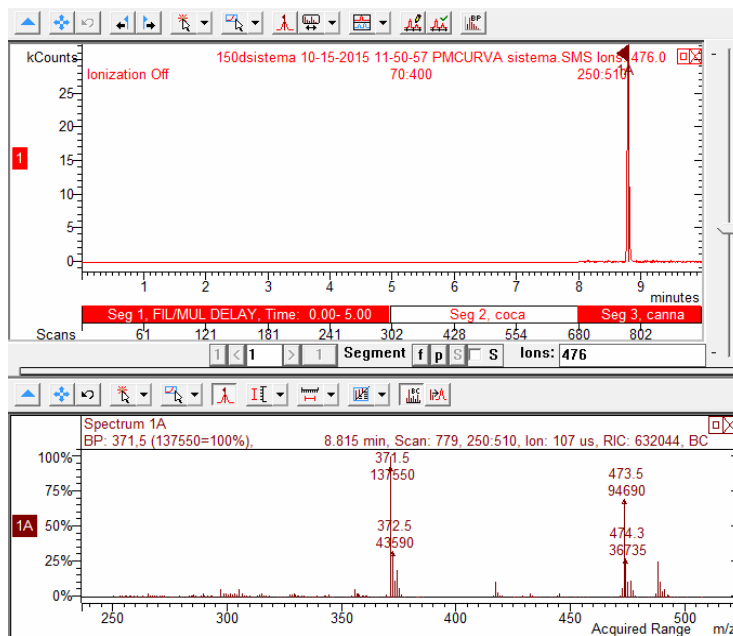 BP
kCounts
150dsistema 10-15-2015 11-50-57 PMCURVA sistema.SMS Ions: 476.0
Ionization Off 70:400 250:510
1A
25
20
15
10
5
0
1
1 2 3 4 5 6 7 8 9
minutes
Seg 1, FIL/MUL DELAY, Time: 0.00- 5.00 Seg 2, coca Seg 3, canna
Scans 61 121 181 241 302 428 554 680 802
1 < 1 > 1 Segment f p S S Ions: 476
BC
Spectrum 1A
BP: 371,5 (137550=100%), 8.815 min, Scan: 779, 250:510, Ion: 107 us, RIC: 632044, BC
100%
75%
50%
25%
0%
1A
371.5
137550
372.5
43590
473.5
94690
474.3
36735
250 300 350 400 450 500
Acquired Range m/z